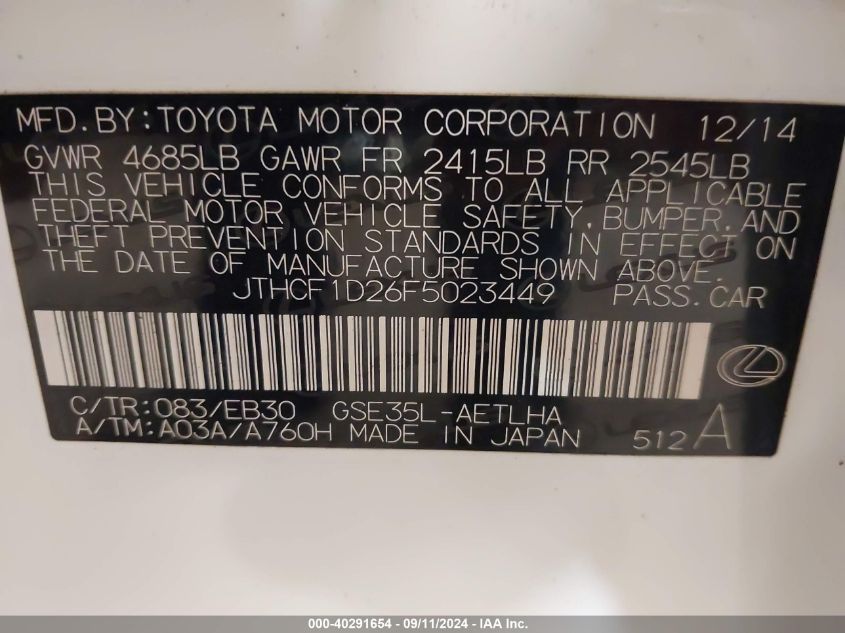 MFD.BY:TOYOTA MOTOR CORPORATION 12/14
GVWR 4685LB GAWR FR 2415LB RR 2545LB
THIS VEHICLE CONFORMS TO ALL APPLICABLE
FEDERAL MOTOR VEHICLE SAFETY,BUMPER,AND
THEFT PREVENTION STANDARDS IN EFFECT ON
THE DATE OF MANUFACTURE SHOWN ABOVE.
JTHCF1D26F5023449 PASS.CAR
C/TR:083/EB30 GSE35L-AETLHA
A/TM:A03A/A760H MADE IN JAPAN 512A
000-40291654 - 09/11/2024 - IAA Inc.